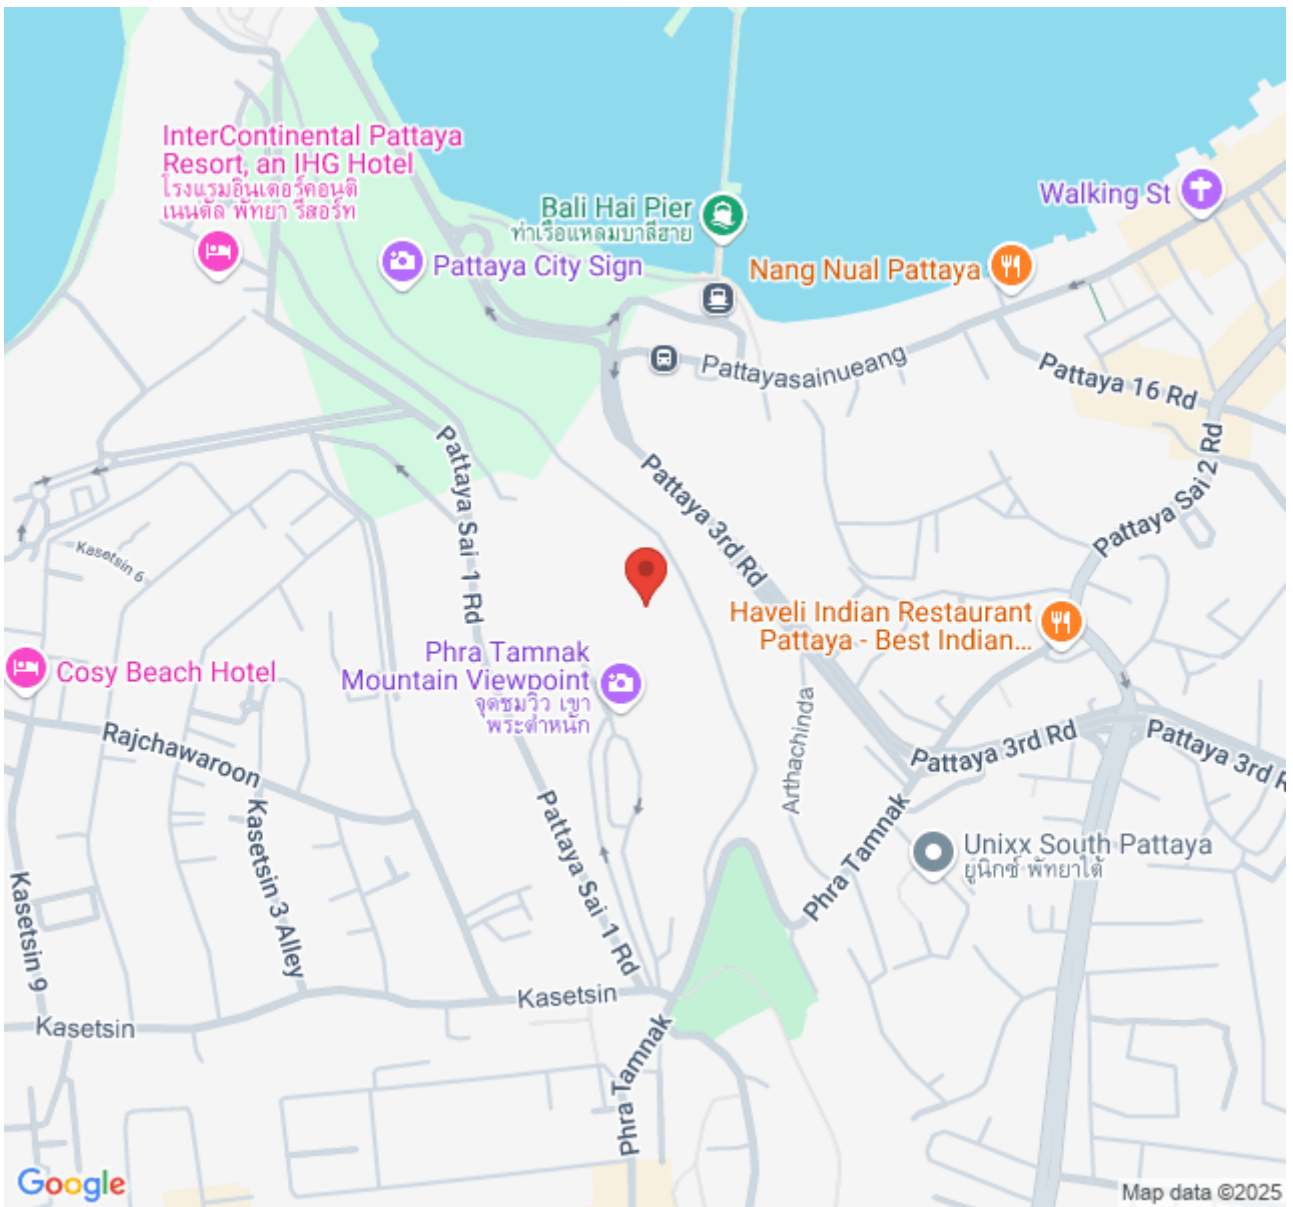 InterContinental Pattaya
Resort, an IHG Hotel
โรงแรมอินเตอร์คอนติ
เนนตัล พัทยา รีสอร์ท
Walking St
Bali Hai Pier
ท่าเรือแหลมบาลีฮาย
Pattaya City Sign
Nang Nual Pattaya
Pattayasainueang
Pattaya 16 Rd
Pattaya Sai 1 Rd
Pattaya 3rd Rd
Pattaya Sai 2 Rd
Kasetsin 6
Haveli Indian Restaurant
Pattaya - Best Indian...
Phra Tamnak
Mountain Viewpoint
จุดชมวิว เขา
พระตำหนัก
Cosy Beach Hotel
Rajchawaroon
Arthachinda
Pattaya 3rd Rd
Pattaya 3rd R
Kasetsin 3 Alley
Pattaya Sai 1 Rd
Phra Tamnak
Unixx South Pattaya
ยูนิกซ์ พัทยาใต้
Kasetsin 9
Kasetsin
Kasetsin
Phra Tamnak
Google
Map data ©2025